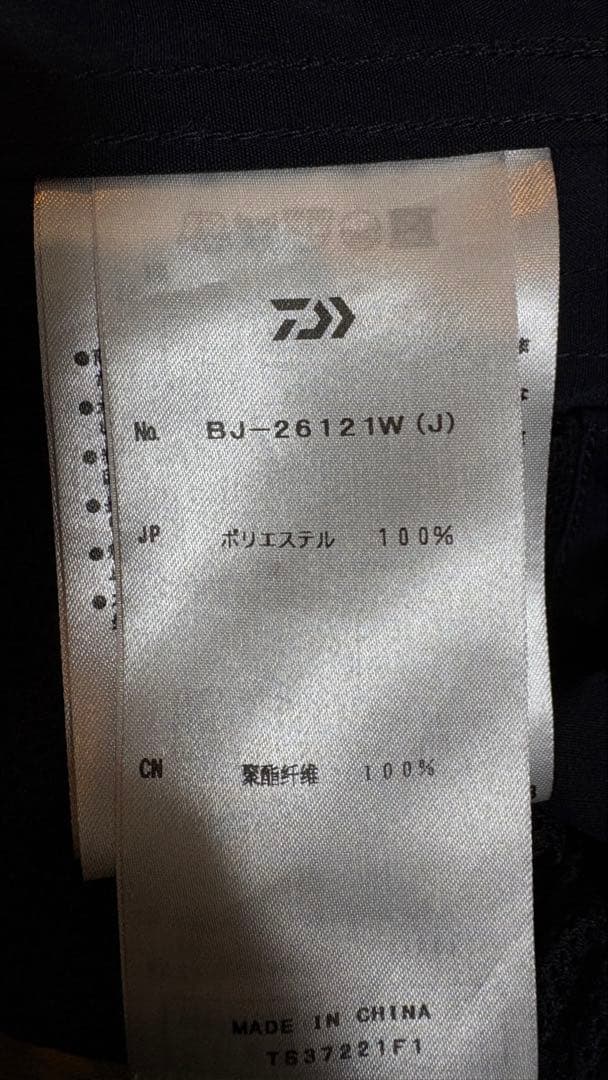 No. BJ-26121W(J)
JP ポリエステル 100%
CN 聚酯纤维 100%
MADE IN CHINA
T637221F1